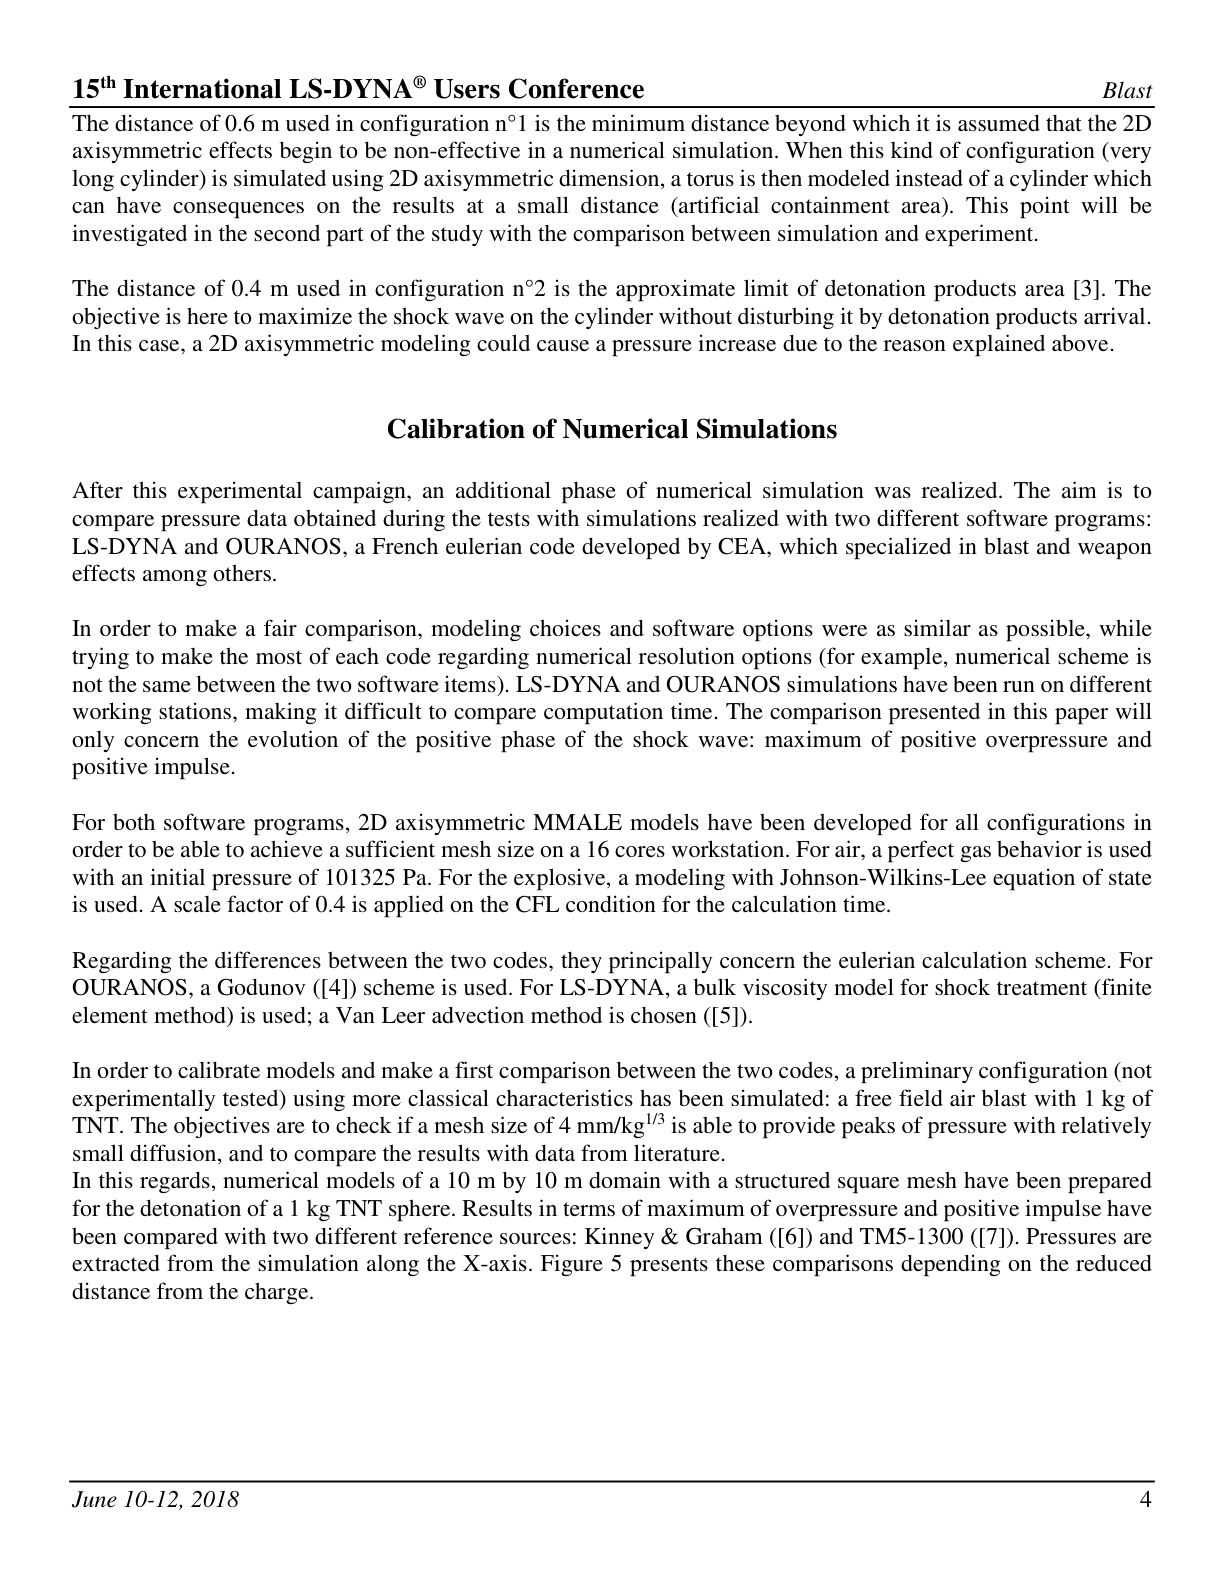 15th International LS-DYNA® Users Conference Blast
The distance of 0.6 m used in configuration n°1 is the minimum distance beyond which it is assumed that the 2D
axisymmetric effects begin to be non-effective in a numerical simulation. When this kind of configuration (very
long cylinder) is simulated using 2D axisymmetric dimension, a torus is then modeled instead of a cylinder which
can have consequences on the results at a small distance (artificial containment area). This point will be
investigated in the second part of the study with the comparison between simulation and experiment.
The distance of 0.4 m used in configuration n°2 is the approximate limit of detonation products area [3]. The
objective is here to maximize the shock wave on the cylinder without disturbing it by detonation products arrival.
In this case, a 2D axisymmetric modeling could cause a pressure increase due to the reason explained above.
Calibration of Numerical Simulations
After this experimental campaign, an additional phase of numerical simulation was realized. The aim is to
compare pressure data obtained during the tests with simulations realized with two different software programs:
LS-DYNA and OURANOS, a French eulerian code developed by CEA, which specialized in blast and weapon
effects among others.
In order to make a fair comparison, modeling choices and software options were as similar as possible, while
trying to make the most of each code regarding numerical resolution options (for example, numerical scheme is
not the same between the two software items). LS-DYNA and OURANOS simulations have been run on different
working stations, making it difficult to compare computation time. The comparison presented in this paper will
only concern the evolution of the positive phase of the shock wave: maximum of positive overpressure and
positive impulse.
For both software programs, 2D axisymmetric MMALE models have been developed for all configurations in
order to be able to achieve a sufficient mesh size on a 16 cores workstation. For air, a perfect gas behavior is used
with an initial pressure of 101325 Pa. For the explosive, a modeling with Johnson-Wilkins-Lee equation of state
is used. A scale factor of 0.4 is applied on the CFL condition for the calculation time.
Regarding the differences between the two codes, they principally concern the eulerian calculation scheme. For
OURANOS, a Godunov ([4]) scheme is used. For LS-DYNA, a bulk viscosity model for shock treatment (finite
element method) is used; a Van Leer advection method is chosen ([5]).
In order to calibrate models and make a first comparison between the two codes, a preliminary configuration (not
experimentally tested) using more classical characteristics has been simulated: a free field air blast with 1 kg of
TNT. The objectives are to check if a mesh size of 4 mm/kg1/3 is able to provide peaks of pressure with relatively
small diffusion, and to compare the results with data from literature.
In this regards, numerical models of a 10 m by 10 m domain with a structured square mesh have been prepared
for the detonation of a 1 kg TNT sphere. Results in terms of maximum of overpressure and positive impulse have
been compared with two different reference sources: Kinney & Graham ([6]) and TM5-1300 ([7]). Pressures are
extracted from the simulation along the X-axis. Figure 5 presents these comparisons depending on the reduced
distance from the charge.
June 10-12, 2018 4